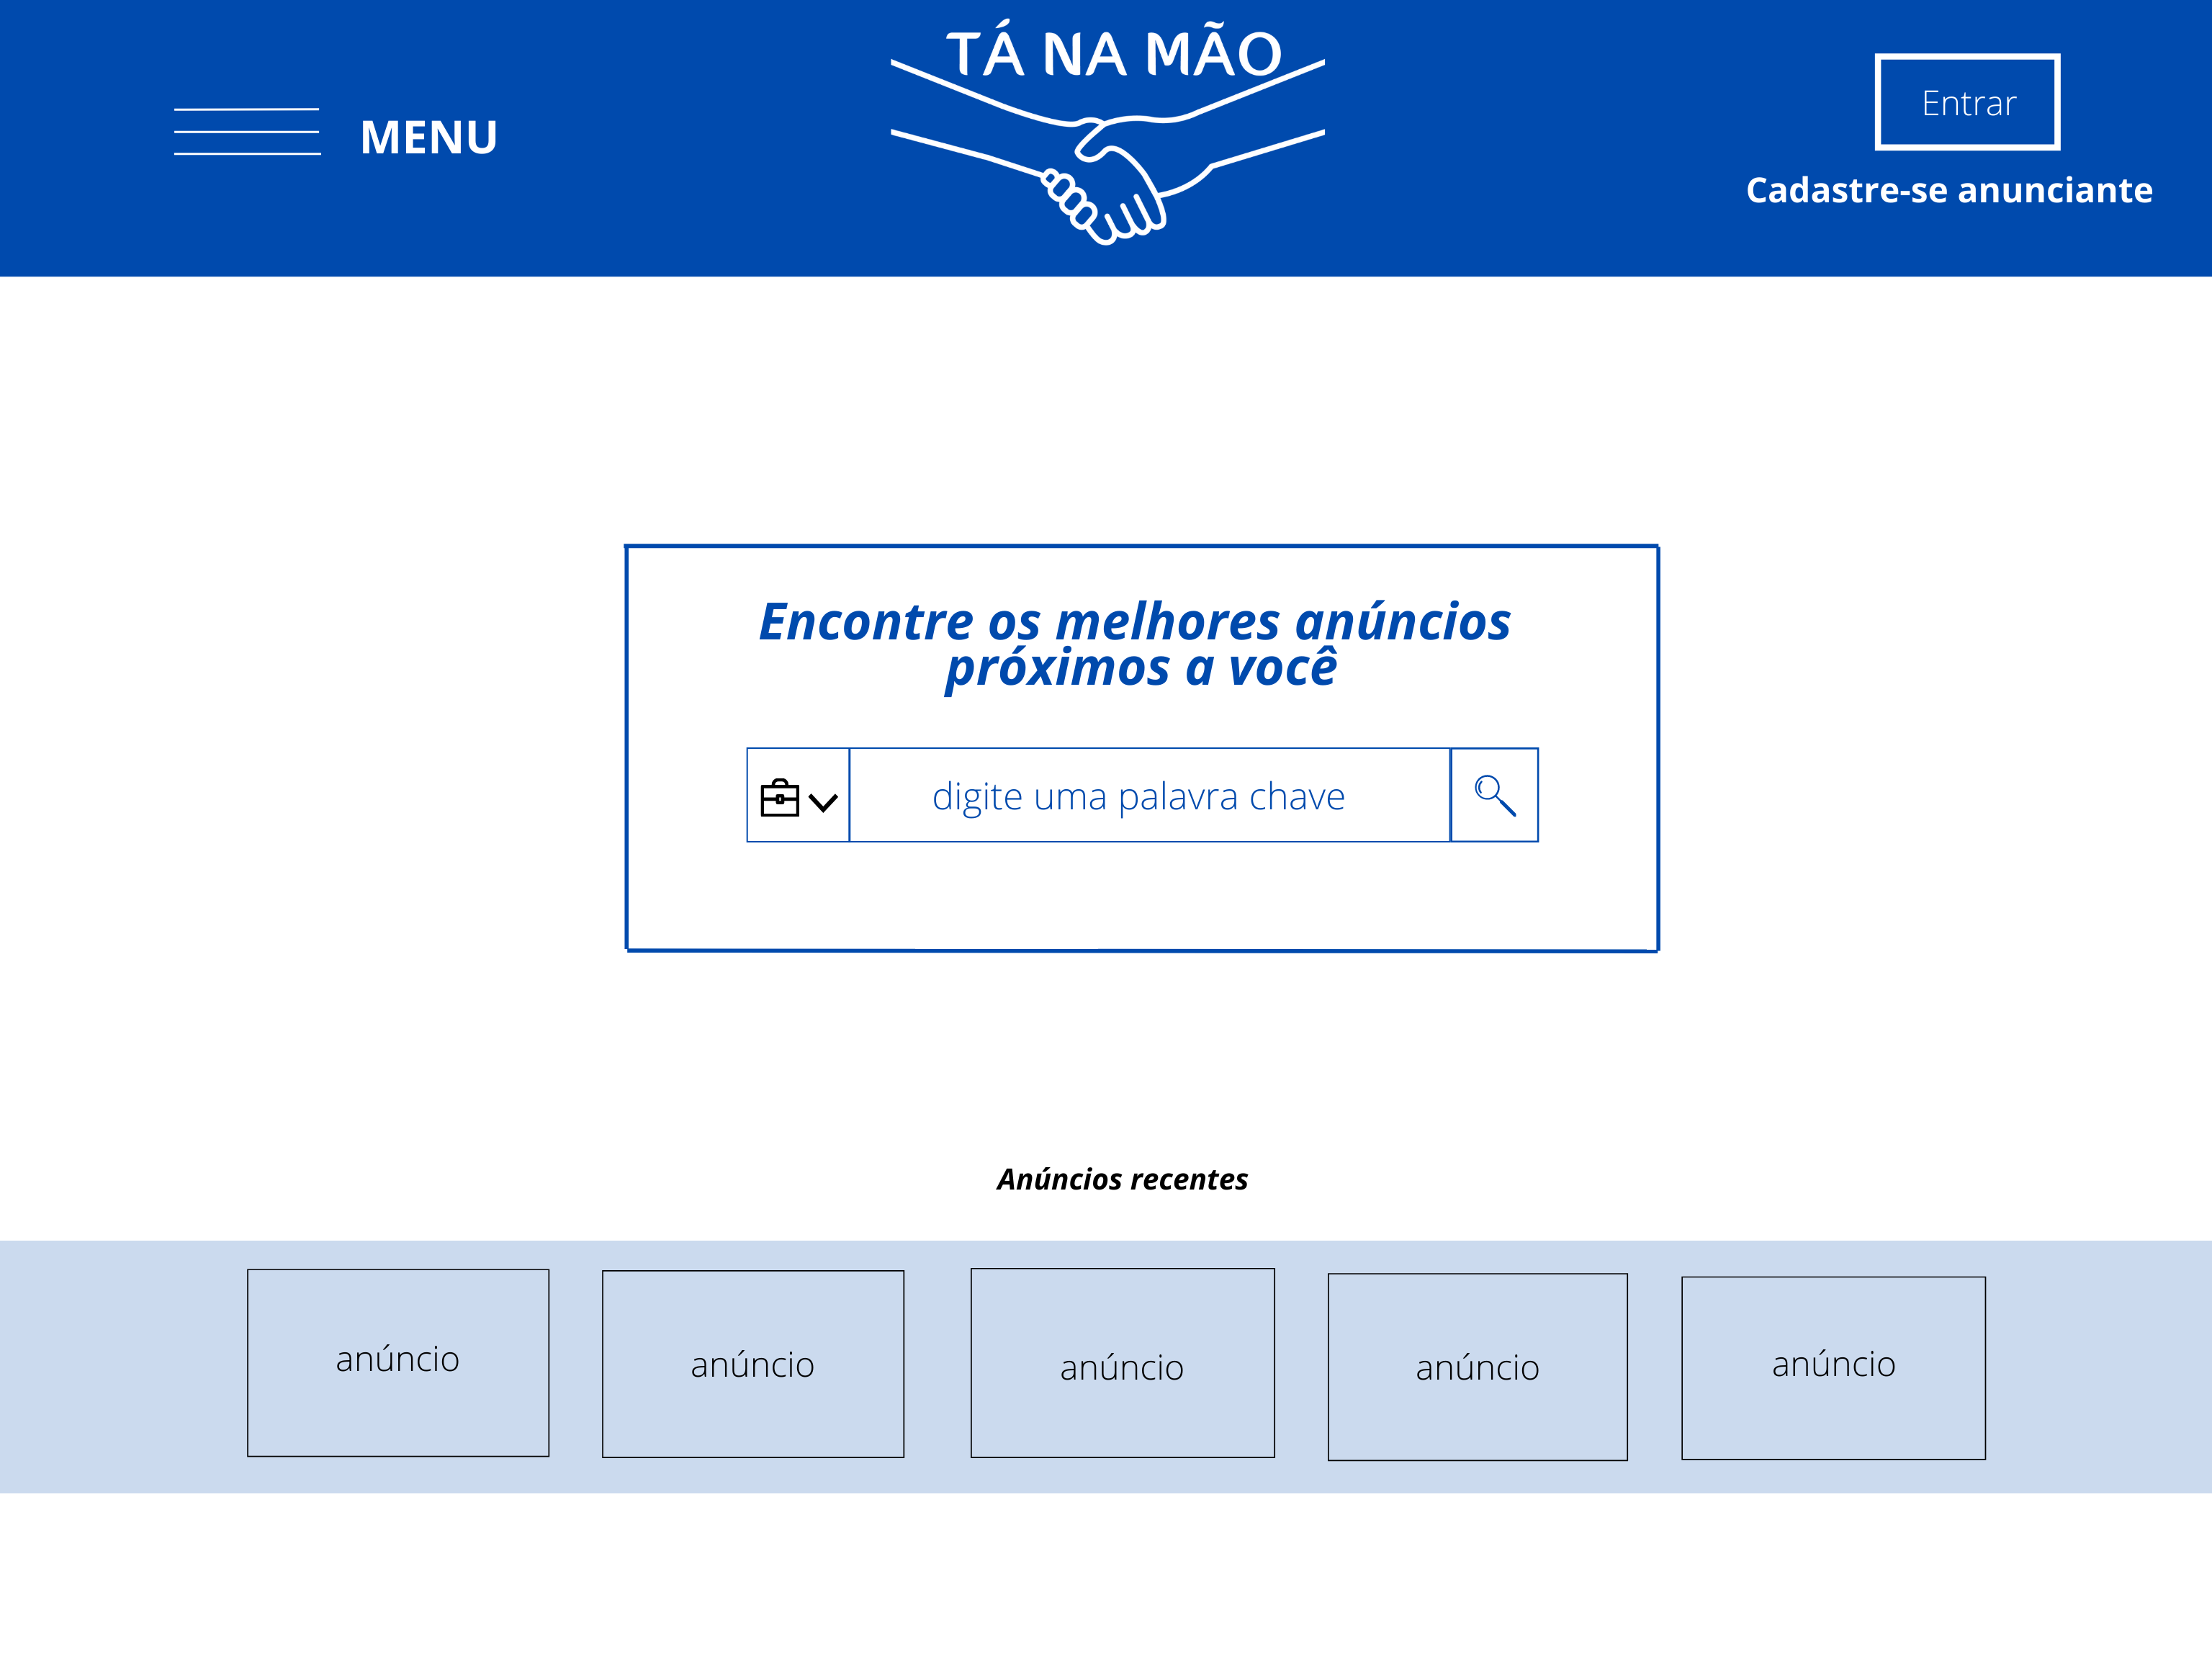 TÁ NA MÃO
MENU
Entrar
Cadastre-se anunciante
Encontre os melhores anúncios
próximos a você
digite uma palavra chave
Anúncios recentes
anúncio
anúncio
anúncio
anúncio
anúncio